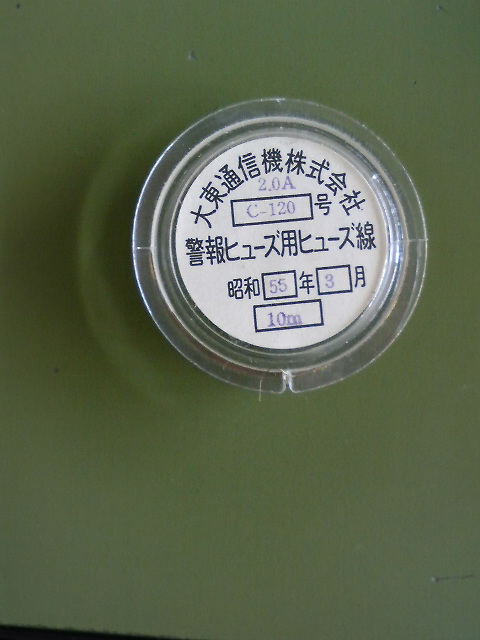 大東通信機株式会社
2.0A
C-120 号
警報ヒューズ用ヒューズ線
昭和 55 年 3 月
10m